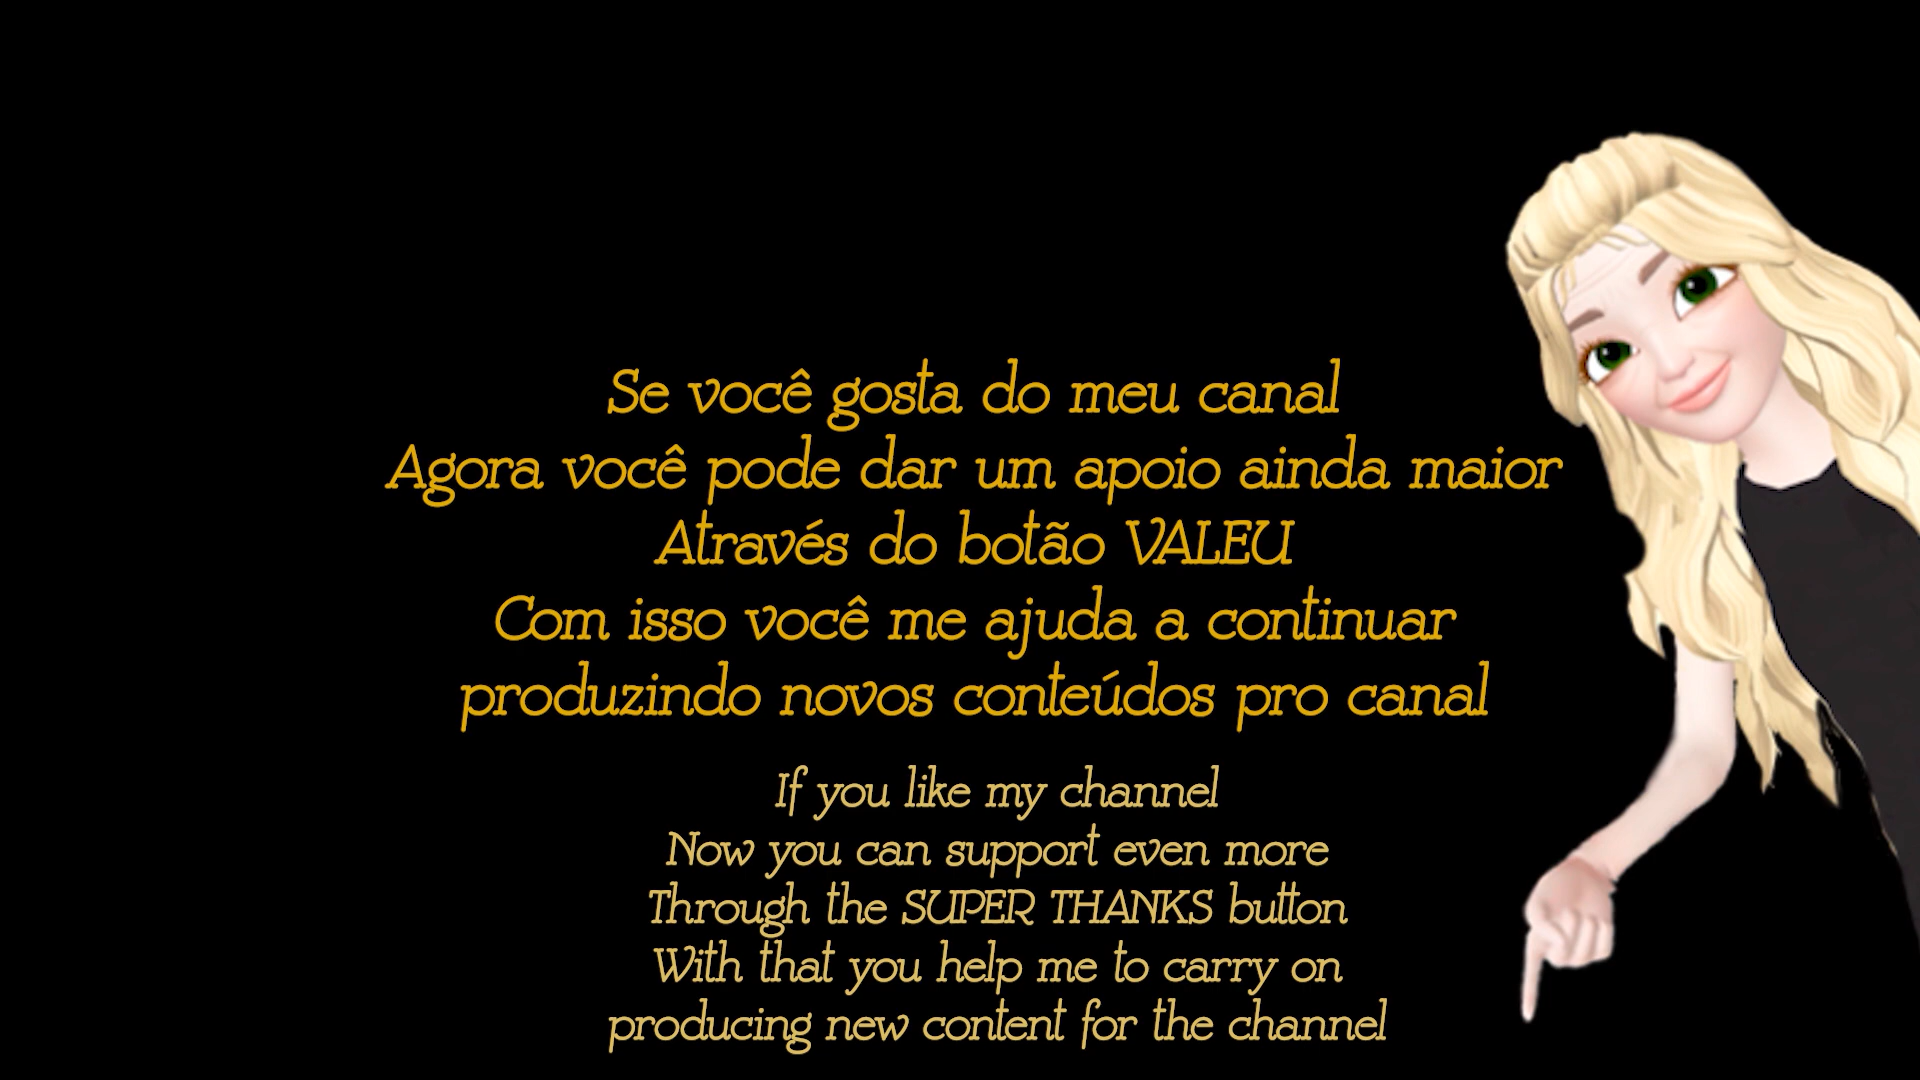 Se você gosta do meu canal
Agora você pode dar um apoio ainda maior
Através do botão VALEU
Com isso você me ajuda a continuar
produzindo novos conteúdos pro canal
If you like my channel
Now you can support even more
Through the SUPER THANKS button
With that you help me to carry on
producing new content for the channel